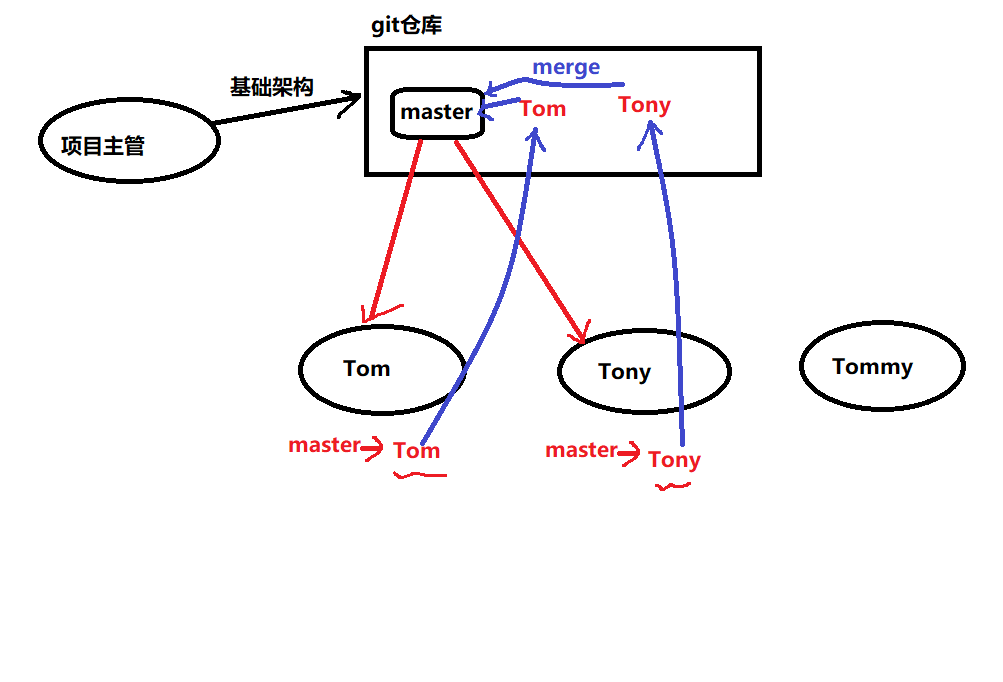 git仓库
基础架构
merge
项目主管
master
Tom
Tony
Tom
Tony
Tommy
master
Tom
master
Tony